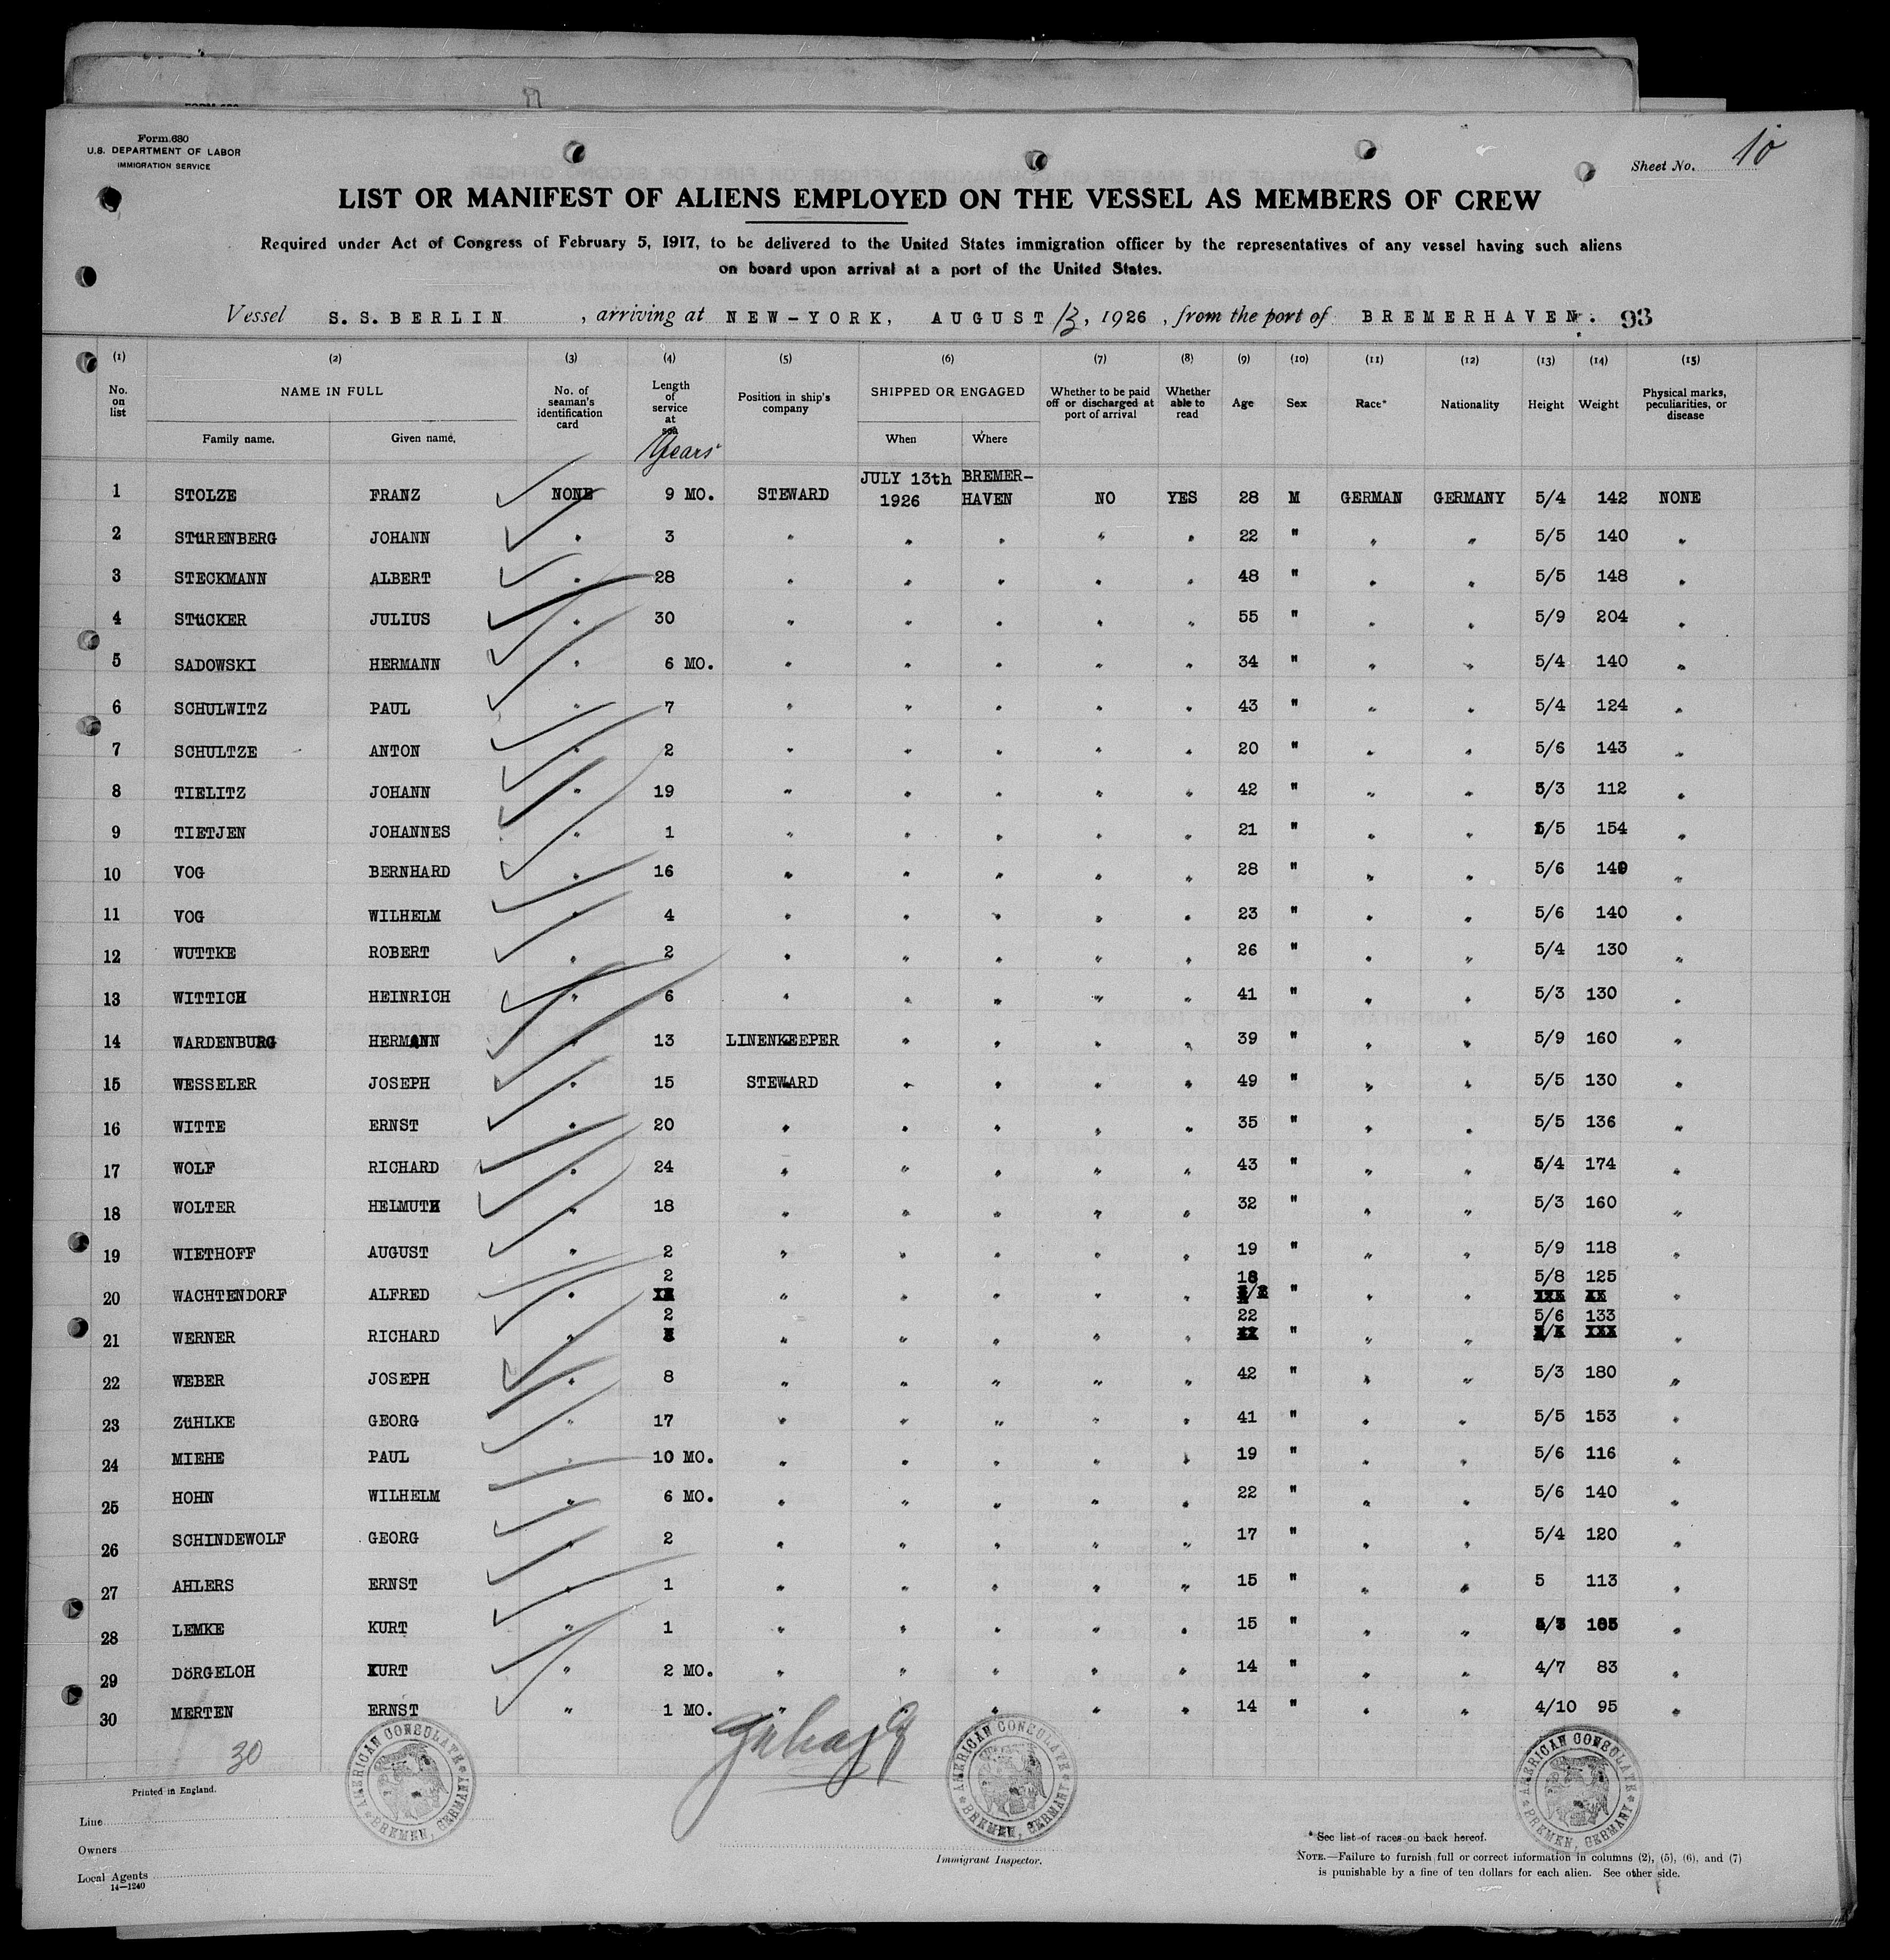 Form 680
U.S. DEPARTMENT OF LABOR
IMMIGRATION SERVICE
Sheet No. 10
LIST OR MANIFEST OF ALIENS EMPLOYED ON THE VESSEL AS MEMBERS OF CREW
Required under Act of Congress of February 5, 1917, to be delivered to the United States immigration officer by the representatives of any vessel having such aliens
on board upon arrival at a port of the United States.
Vessel S. S. BERLIN, arriving at NEW-YORK, AUGUST 13, 1926, from the port of BREMERHAVEN. 93
(1) (2) (3) (4) (5) (6) (7) (8) (9) (10) (11) (12) (13) (14) (15)
No. on list NAME IN FULL Family name. Given name. No. of seaman's identification card Length of service at sea Years Position in ship's company SHIPPED OR ENGAGED When Where Whether to be paid off or discharged at port of arrival Whether able to read Age Sex Race* Nationality Height Weight Physical marks, peculiarities, or disease
1 STOLZE FRANZ NONE 9 MO. STEWARD JULY 13th 1926 BREMER-HAVEN NO YES 28 M GERMAN GERMANY 5/4 142 NONE
2 STüRENBERG JOHANN " 3 " " " " " 22 " " " 5/5 140 "
3 STECKMANN ALBERT " 28 " " " " " 48 " " " 5/5 148 "
4 STüCKER JULIUS " 30 " " " " " 55 " " " 5/9 204 "
5 SADOWSKI HERMANN " 6 MO. " " " " " 34 " " " 5/4 140 "
6 SCHULWITZ PAUL " 7 " " " " " 43 " " " 5/4 124 "
7 SCHULTZE ANTON " 2 " " " " " 20 " " " 5/6 143 "
8 TIELITZ JOHANN " 19 " " " " " 42 " " " 5/3 112 "
9 TIETJEN JOHANNES " 1 " " " " " 21 " " " 5/5 154 "
10 VOG BERNHARD " 16 " " " " " 28 " " " 5/6 "
11 VOG WILHELM " 4 " " " " " 23 " " " 5/6 140 "
12 WUTTKE ROBERT " 2 " " " " " 26 " " " 5/4 130 "
13 WITTICH HEINRICH " 6 " " " " " 41 " " " 5/3 130 "
14 WARDENBURG HERMANN " 13 LINENKEEPER " " " " 39 " " " 5/9 160 "
15 WESSELER JOSEPH " 15 STEWARD " " " " 49 " " " 5/5 130 "
16 WITTE ERNST " 20 " " " " " 35 " " " 5/5 136 "
17 WOLF RICHARD " 24 " " " " " 43 " " " 5/4 174 "
18 WOLTER HELMUTH " 18 " " " " " 32 " " " 5/3 160 "
19 WIETHOFF AUGUST " 2 " " " " " 19 " " " 5/9 118 "
20 WACHTENDORF ALFRED " 2 " " " " " 18 " " " 5/8 125 "
21 WERNER RICHARD " 2 " " " " " 22 " " " 5/6 133 "
22 WEBER JOSEPH " 8 " " " " " 42 " " " 5/3 180 "
23 ZüHLKE GEORG " 17 " " " " " 41 " " " 5/5 153 "
24 MIEHE PAUL " 10 MO. " " " " " 19 " " " 5/6 116 "
25 HOHN WILHELM " 6 MO. " " " " " 22 " " " 5/6 140 "
26 SCHINDEWOLF GEORG " 2 " " " " " 17 " " " 5/4 120 "
27 AHLERS ERNST " 1 " " " " " 15 " " " 5 113 "
28 LEMKE KURT " 1 " " " " " 15 " " " "
29 DöRGELOH KURT " 2 MO. " " " " " 14 " " " 4/7 83 "
30 MERTEN ERNST " 1 MO. " " " " " 14 " " " 4/10 95 "
30
AMERICAN CONSULATE BREMEN, GERMANY
AMERICAN CONSULATE BREMEN, GERMANY
AMERICAN CONSULATE BREMEN, GERMANY
Printed in England.
Line
Owners
Local Agents
14-1240
Immigrant Inspector.
* See list of races on back hereof.
NOTE.—Failure to furnish full or correct information in columns (2), (5), (6), and (7)
is punishable by a fine of ten dollars for each alien. See other side.